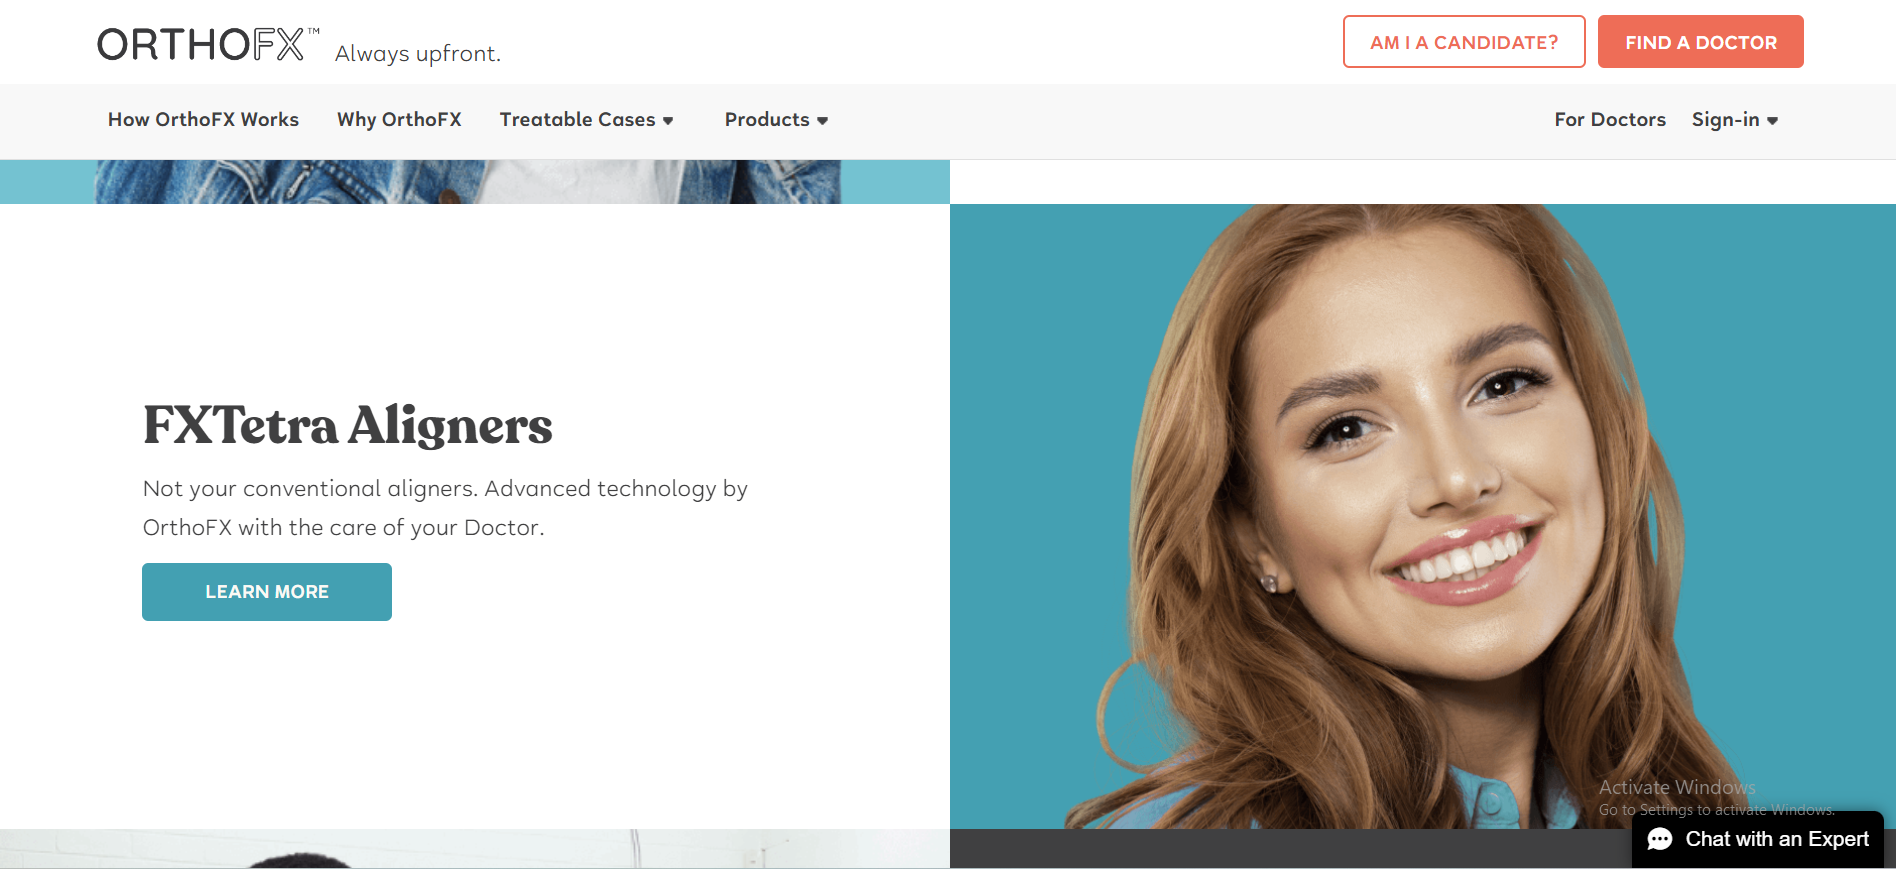 ORTHOFX™ Always upfront.
AM I A CANDIDATE?
FIND A DOCTOR
How OrthoFX Works
Why OrthoFX
Treatable Cases
Products
For Doctors
Sign-in
FXTetra Aligners
Not your conventional aligners. Advanced technology by
OrthoFX with the care of your Doctor.
LEARN MORE
Activate Windows
Go to Settings to activate Windows.
Chat with an Expert